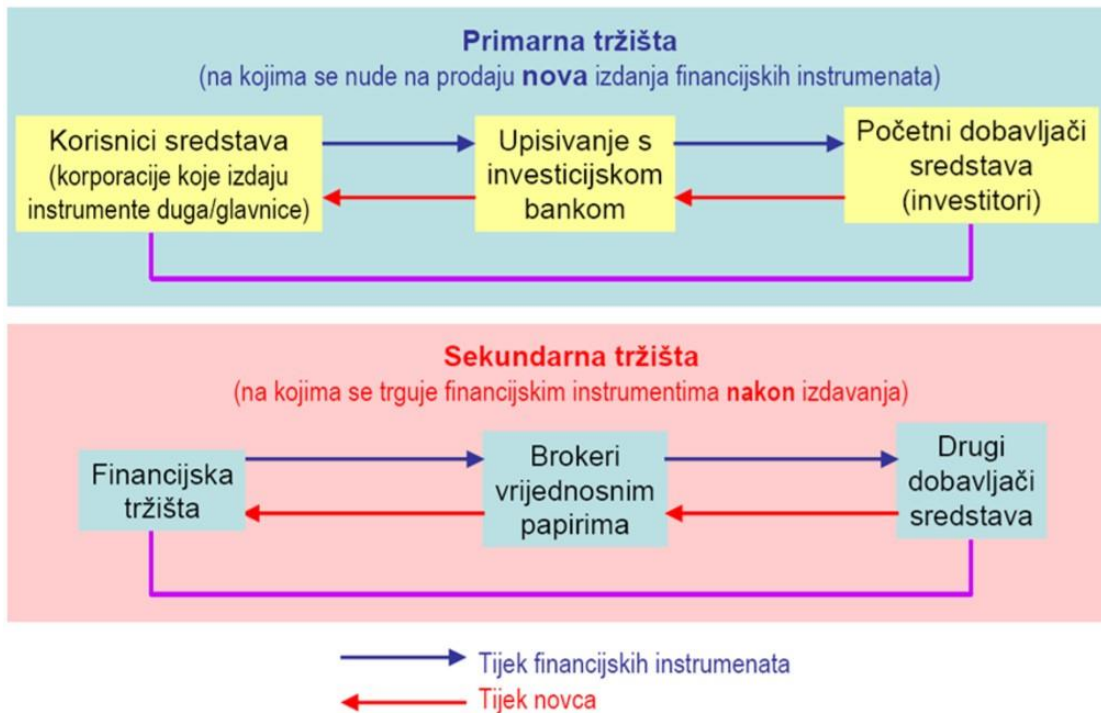 Primarna tržišta
(na kojima se nude na prodaju nova izdanja financijskih instrumenata)
Korisnici sredstava
(korporacije koje izdaju
instrumente duga/glavnice)
Upisivanje s
investicijskom
bankom
Početni dobavljači
sredstava
(investitori)
Sekundarna tržišta
(na kojima se trguje financijskim instrumentima nakon izdavanja)
Financijska
tržišta
Brokeri
vrijednosnim
papirima
Drugi
dobavljači
sredstava
Tijek financijskih instrumenata
Tijek novca